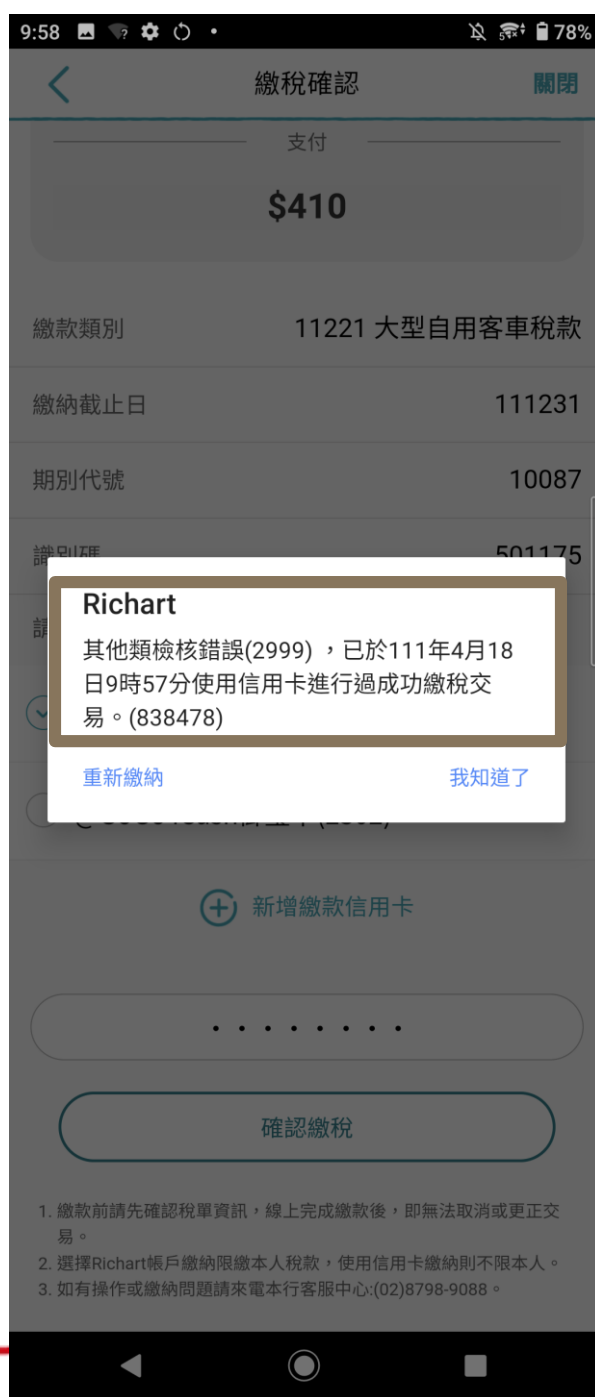 9:58
78%
繳稅確認
關閉
支付
$410
繳款類別
11221 大型自用客車稅款
繳納截止日
111231
期別代號
10087
識別碼
501175
Richart
其他類檢核錯誤(2999) ，已於111年4月18
日9時57分使用信用卡進行過成功繳稅交
易。(838478)
重新繳納
我知道了
新增繳款信用卡
確認繳稅
1. 繳款前請先確認稅單資訊，線上完成繳款後，即無法取消或更正交
易。
2. 選擇Richart帳戶繳納限繳本人稅款，使用信用卡繳納則不限本人。
3. 如有操作或繳納問題請來電本行客服中心:(02)8798-9088。